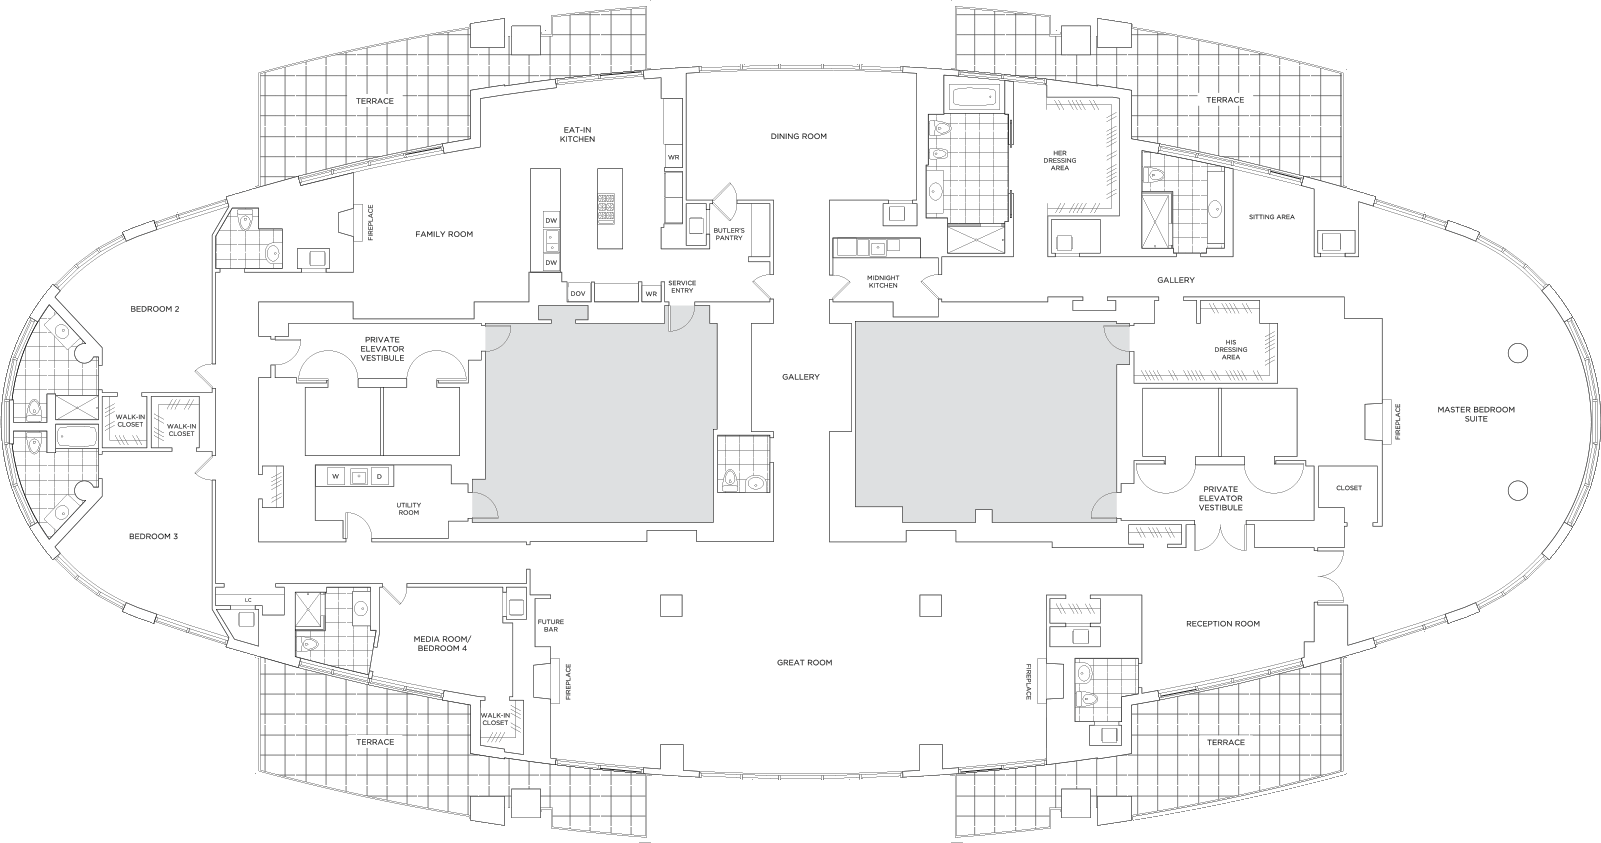 TERRACE
TERRACE
EAT-IN
KITCHEN
DINING ROOM
WR
HER
DRESSING
AREA
DW
FIREPLACE
FAMILY ROOM
BUTLER'S
PANTRY
SITTING AREA
DW
SERVICE
ENTRY
MIDNIGHT
KITCHEN
GALLERY
DOV
WR
BEDROOM 2
PRIVATE
ELEVATOR
VESTIBULE
HIS
DRESSING
AREA
GALLERY
WALK-IN
CLOSET
WALK-IN
CLOSET
FIREPLACE
MASTER BEDROOM
SUITE
W
D
UTILITY
ROOM
PRIVATE
ELEVATOR
VESTIBULE
CLOSET
BEDROOM 3
LC
FUTURE
BAR
MEDIA ROOM/
BEDROOM 4
RECEPTION ROOM
GREAT ROOM
FIREPLACE
FIREPLACE
WALK-IN
CLOSET
TERRACE
TERRACE